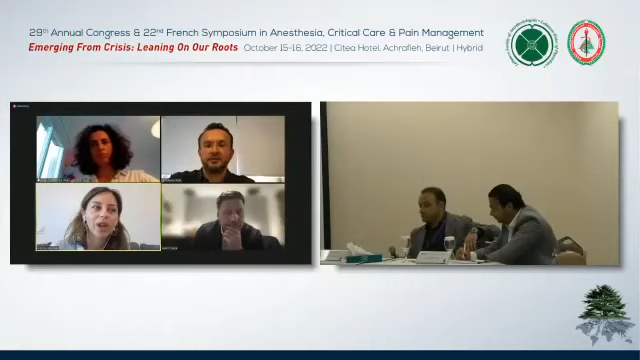 29th Annual Congress & 22nd French Symposium in Anesthesia, Critical Care & Pain Management
Emerging From Crisis: Leaning On Our Roots October 15-16, 2022 | Citea Hotel, Achrafieh, Beirut | Hybrid